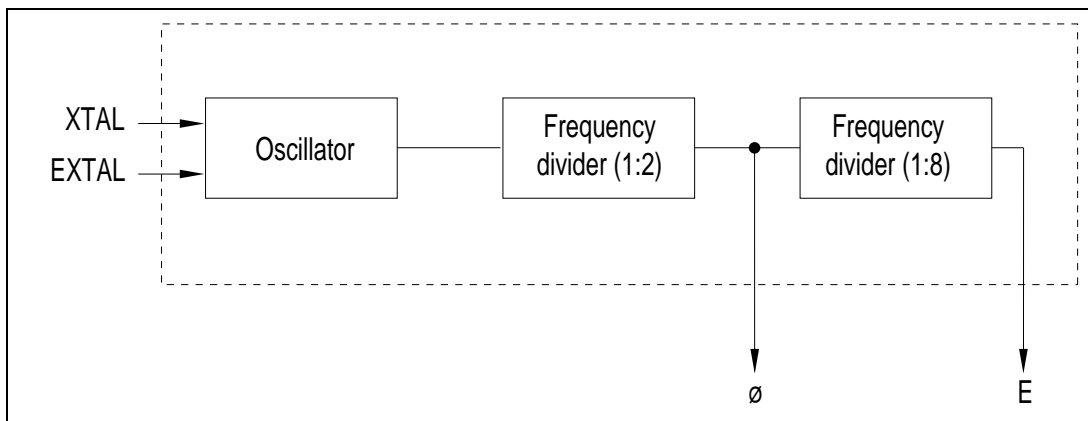 XTAL
EXTAL
Oscillator
Frequency
divider (1:2)
Frequency
divider (1:8)
ø
E